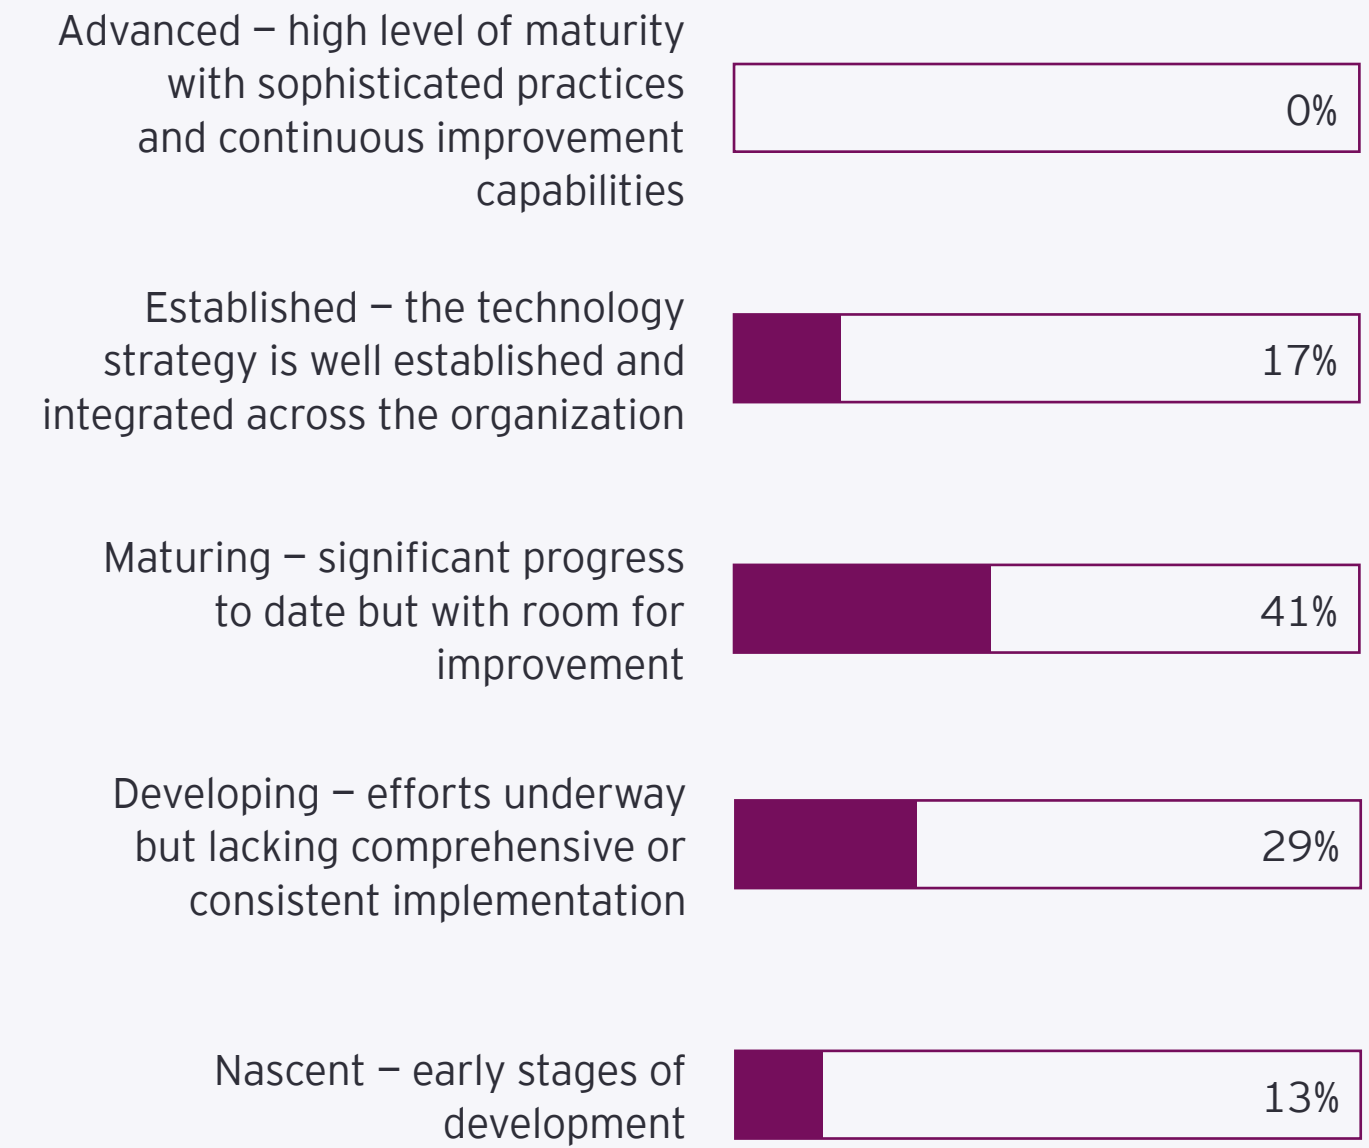 Advanced – high level of maturity
with sophisticated practices
and continuous improvement
capabilities
0%
Established – the technology
strategy is well established and
integrated across the organization
17%
Maturing – significant progress
to date but with room for
improvement
41%
Developing – efforts underway
but lacking comprehensive or
consistent implementation
29%
Nascent – early stages of
development
13%